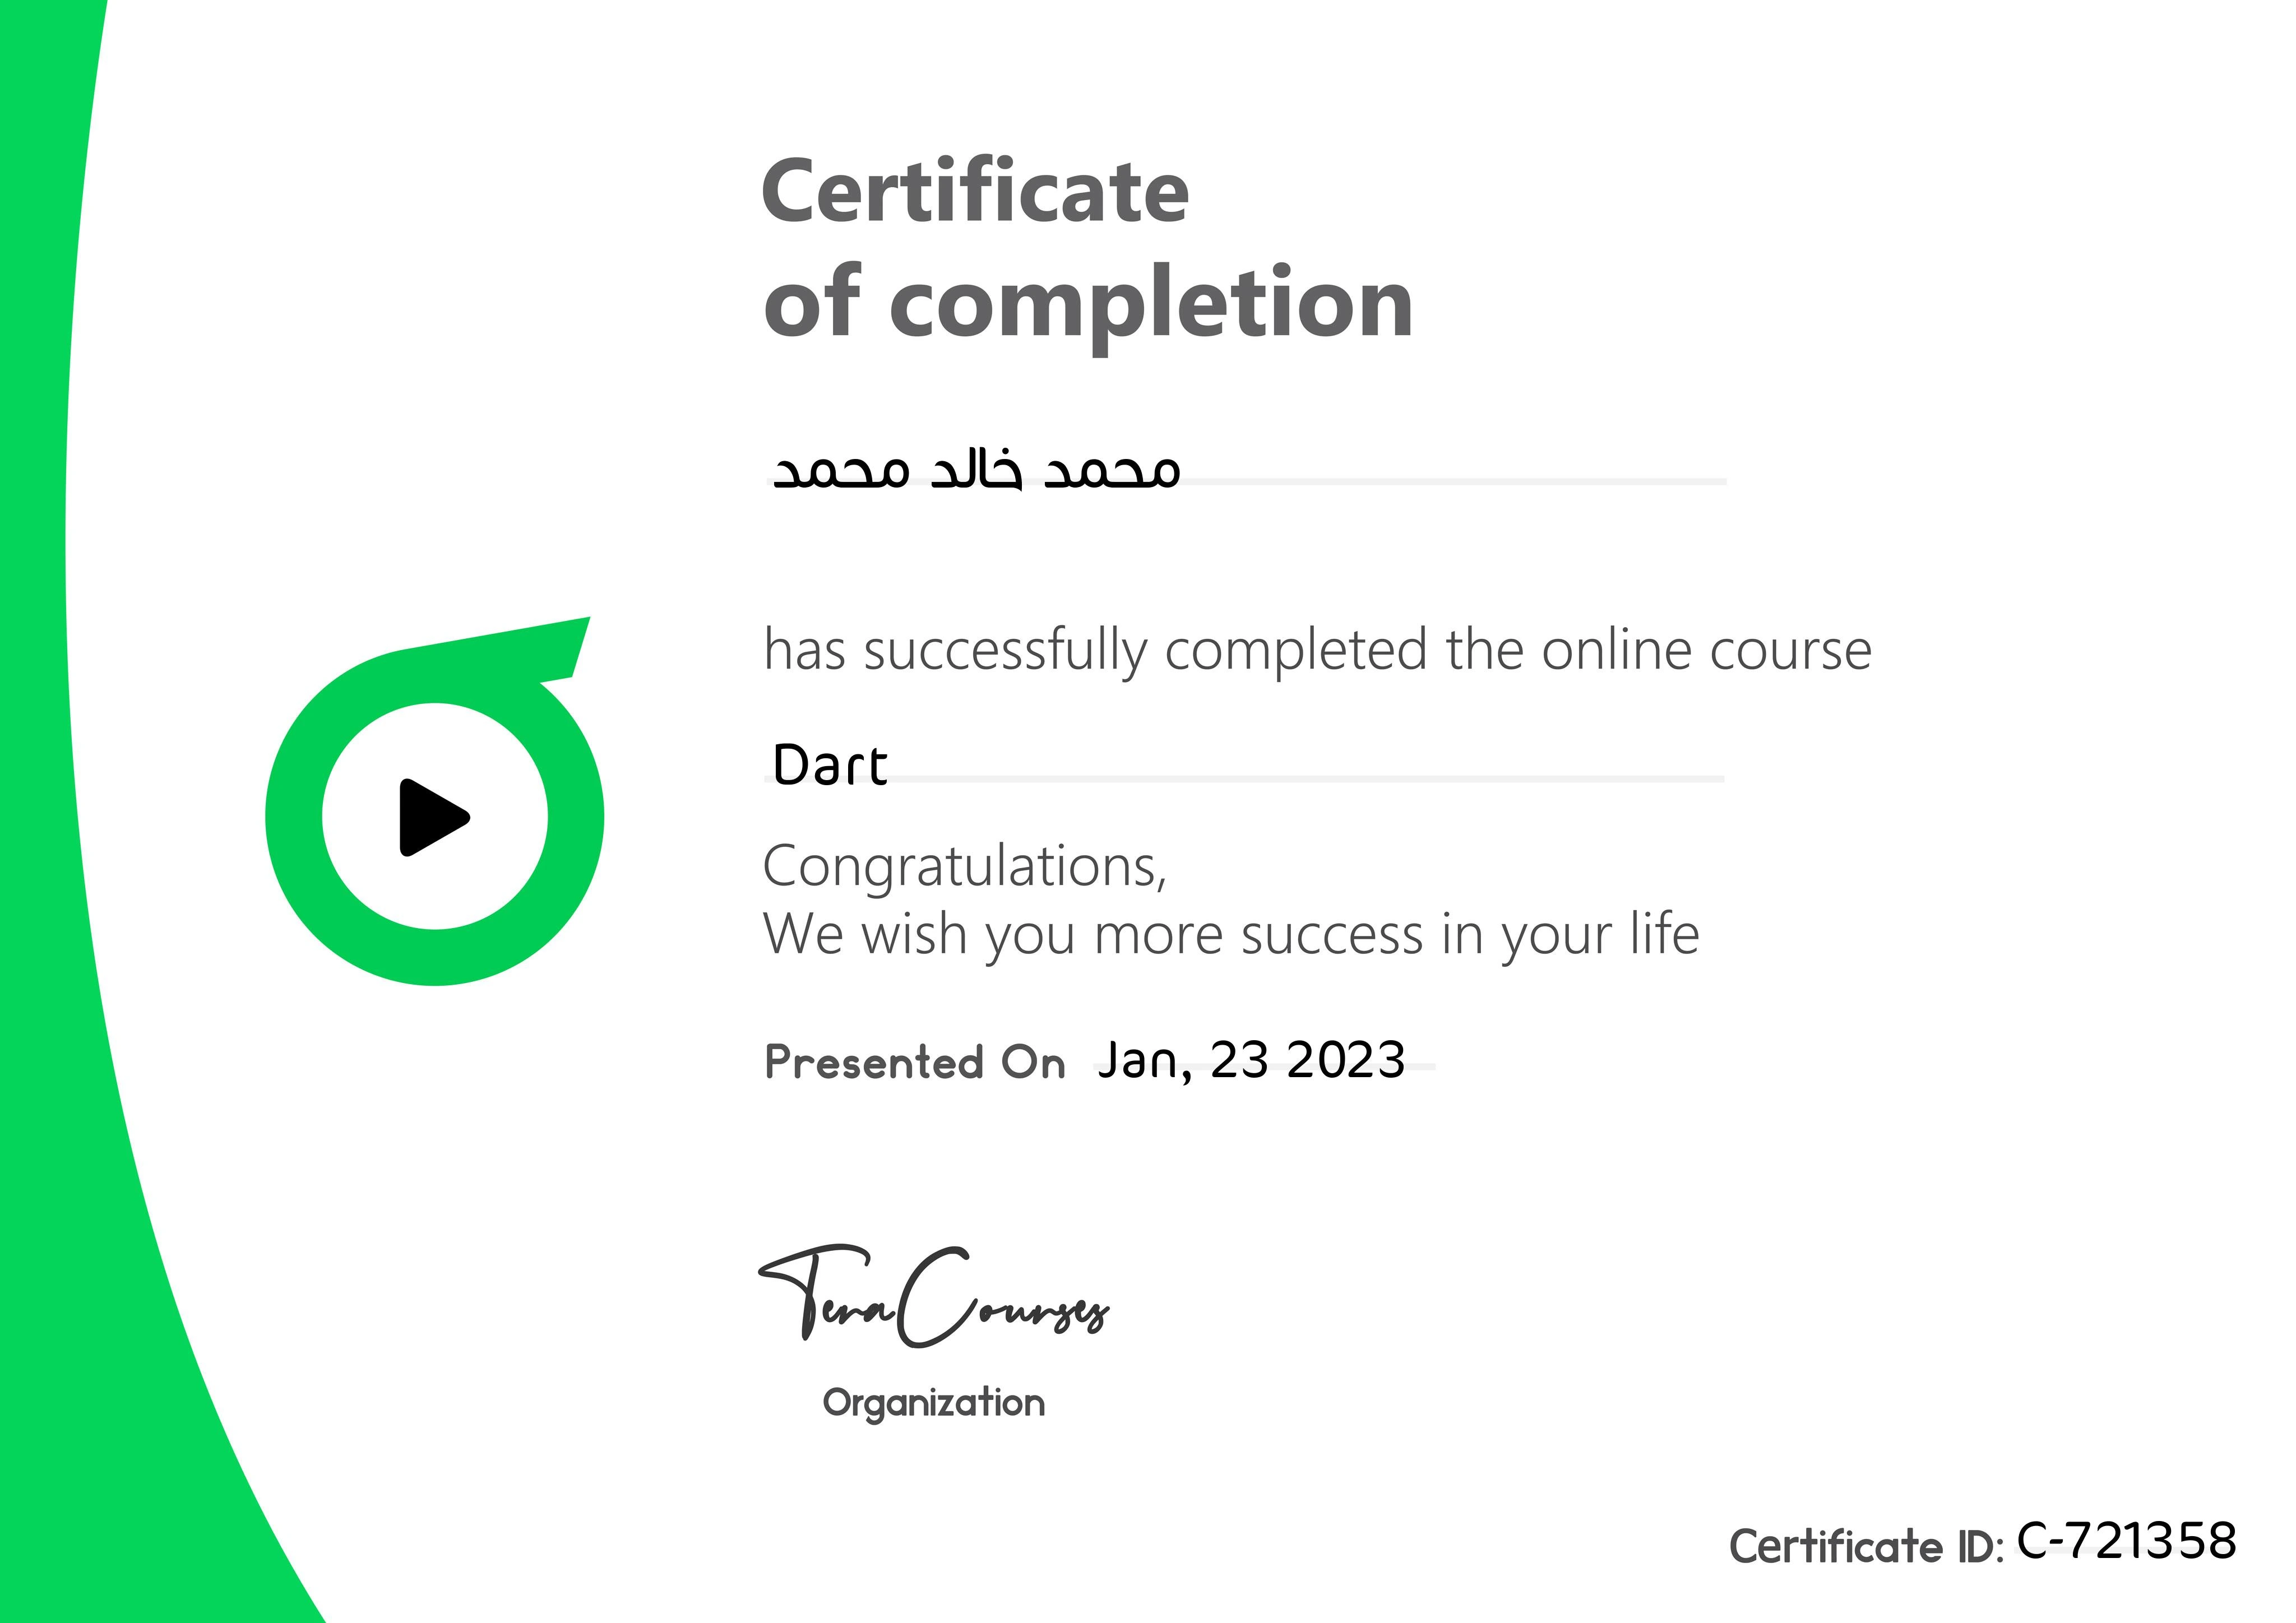 Certificate
of completion
محمد خالد محمد
has successfully completed the online course
Dart
Congratulations,
We wish you more success in your life
Presented On Jan, 23 2023
TeraCourses
Organization
Certificate ID: C-721358